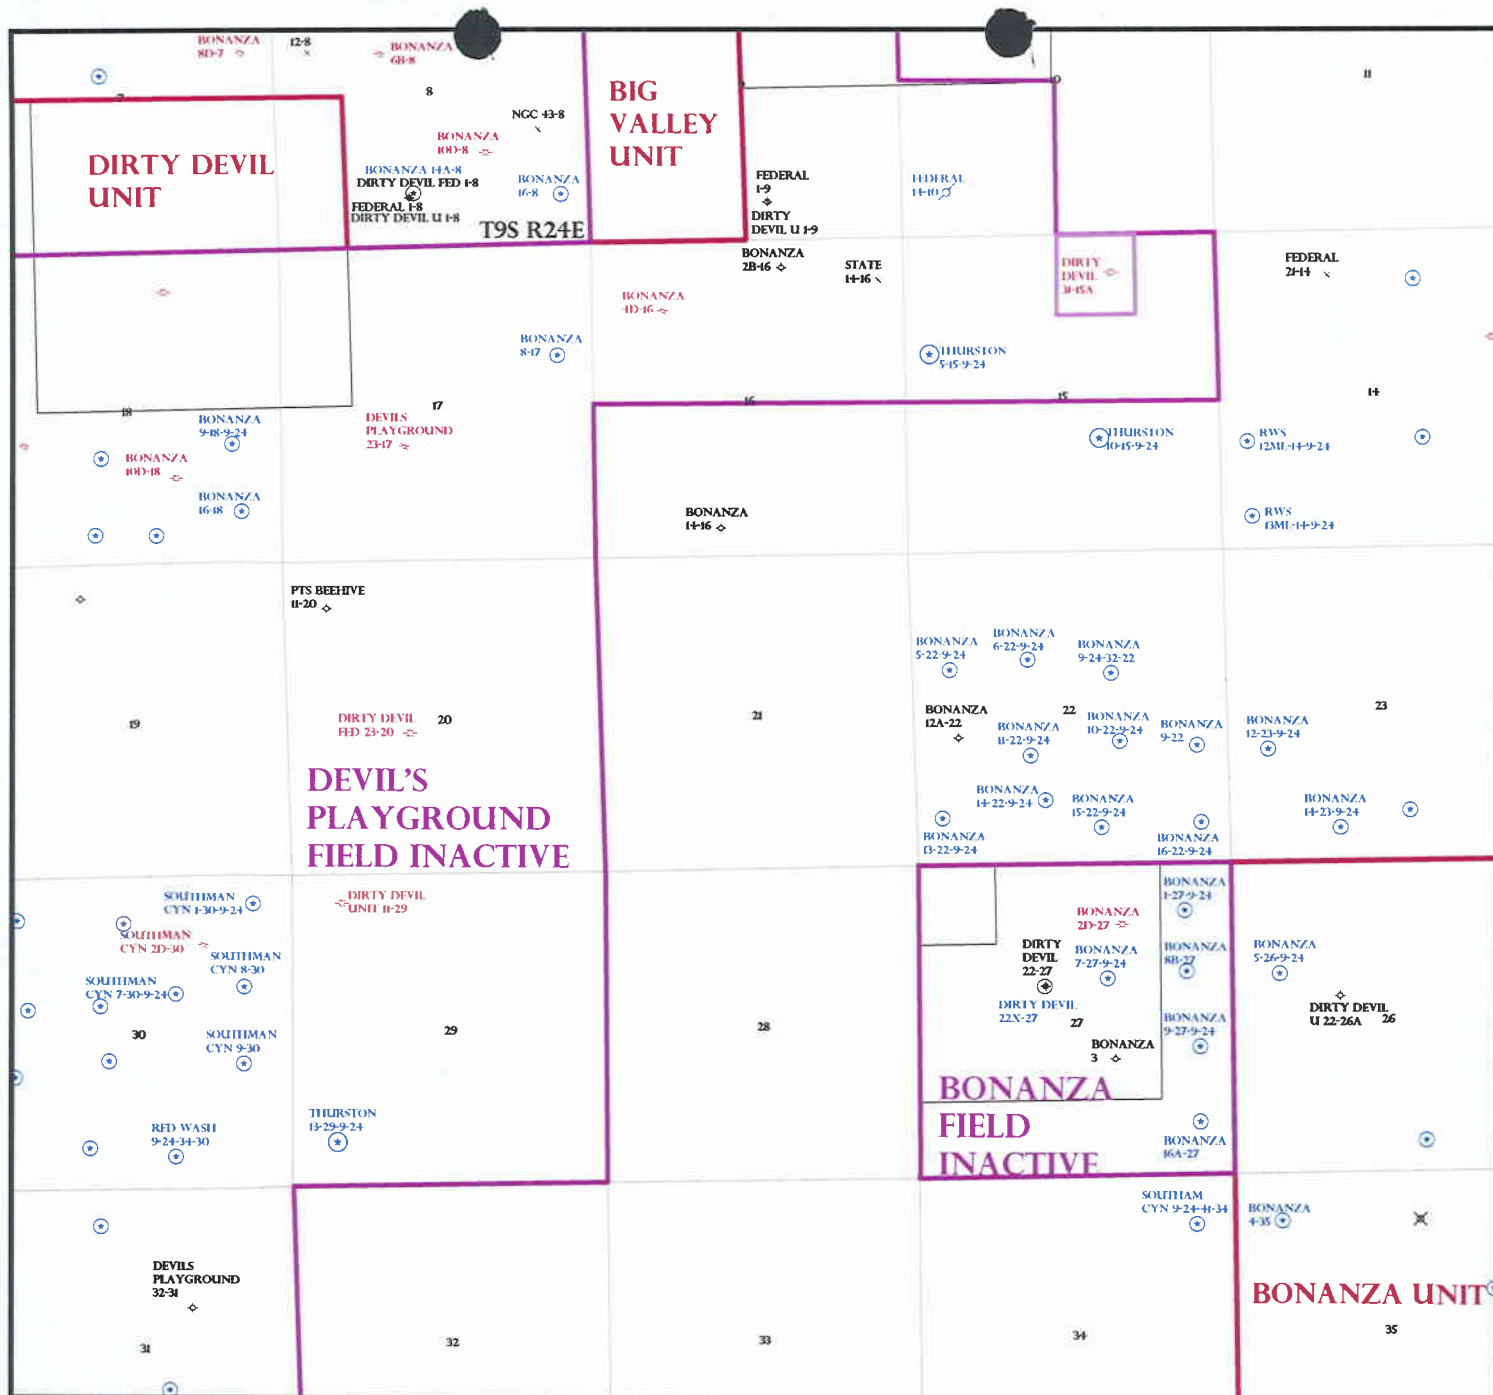 BONANZA
8D-7
12-8
BONANZA
6B-8
7
8
NGC 43-8
BONANZA
10D-8
BONANZA 14A-8
DIRTY DEVIL FED 1-8
FEDERAL 1-8
DIRTY DEVIL U 1-8
BONANZA
16-8
T9S R24E
DIRTY DEVIL
UNIT
BIG
VALLEY
UNIT
FEDERAL
1-9
DIRTY
DEVIL U 1-9
FEDERAL
14-10
10
11
BONANZA
2B-16
STATE
14-16
DIRTY
DEVIL
31-15A
FEDERAL
21-14
BONANZA
4D-16
BONANZA
8-17
THURSTON
5-15-9-24
18
17
16
15
14
BONANZA
9-18-9-24
DEVILS
PLAYGROUND
23-17
THURSTON
10-15-9-24
RWS
12ML-14-9-24
BONANZA
10D-18
BONANZA
16-18
BONANZA
14-16
RWS
13ML-14-9-24
PTS BEEHIVE
11-20
BONANZA
5-22-9-24
BONANZA
6-22-9-24
BONANZA
9-24-32-22
19
DIRTY DEVIL
FED 23-20
20
21
BONANZA
12A-22
22
BONANZA
11-22-9-24
BONANZA
10-22-9-24
BONANZA
9-22
BONANZA
12-23-9-24
23
DEVIL'S
PLAYGROUND
FIELD INACTIVE
BONANZA
14-22-9-24
BONANZA
15-22-9-24
BONANZA
14-23-9-24
BONANZA
13-22-9-24
BONANZA
16-22-9-24
SOUTHMAN
CYN 1-30-9-24
DIRTY DEVIL
UNIT 11-29
BONANZA
1-27-9-24
SOUTHMAN
CYN 2D-30
BONANZA
2D-27
SOUTHMAN
CYN 8-30
DIRTY
DEVIL
22-27
BONANZA
7-27-9-24
BONANZA
8B-27
BONANZA
5-26-9-24
SOUTHMAN
CYN 7-30-9-24
DIRTY DEVIL
22X-27
27
DIRTY DEVIL
U 22-26A
26
30
SOUTHMAN
CYN 9-30
29
28
BONANZA
3
BONANZA
9-27-9-24
BONANZA
FIELD
INACTIVE
RED WASH
9-24-34-30
THURSTON
13-29-9-24
BONANZA
16A-27
SOUTHAM
CYN 9-24-41-34
BONANZA
4-35
DEVILS
PLAYGROUND
32-31
BONANZA UNIT
31
32
33
34
35